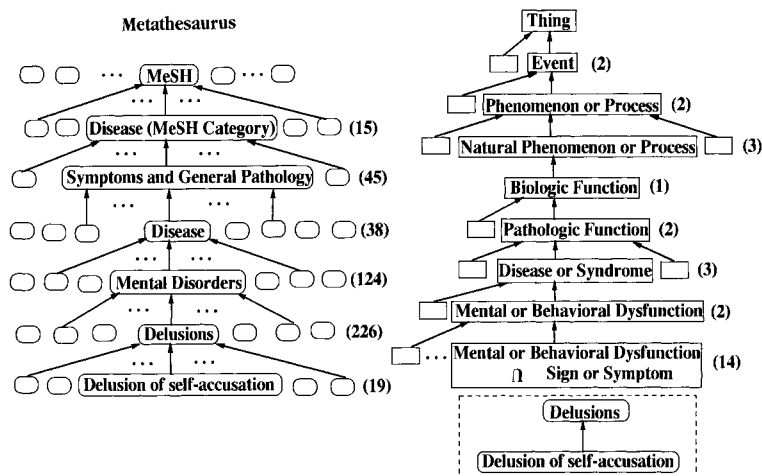 Metathesaurus
... MeSH ...
... ...
Disease (MeSH Category) (15)
... ...
Symptoms and General Pathology (45)
... ...
Disease (38)
... ...
Mental Disorders (124)
... ...
Delusions (226)
... ...
Delusion of self-accusation (19)
Thing
Event (2)
Phenomenon or Process (2)
Natural Phenomenon or Process (3)
Biologic Function (1)
Pathologic Function (2)
Disease or Syndrome (3)
Mental or Behavioral Dysfunction (2)
... Mental or Behavioral Dysfunction (14)
∩ Sign or Symptom
Delusions
Delusion of self-accusation